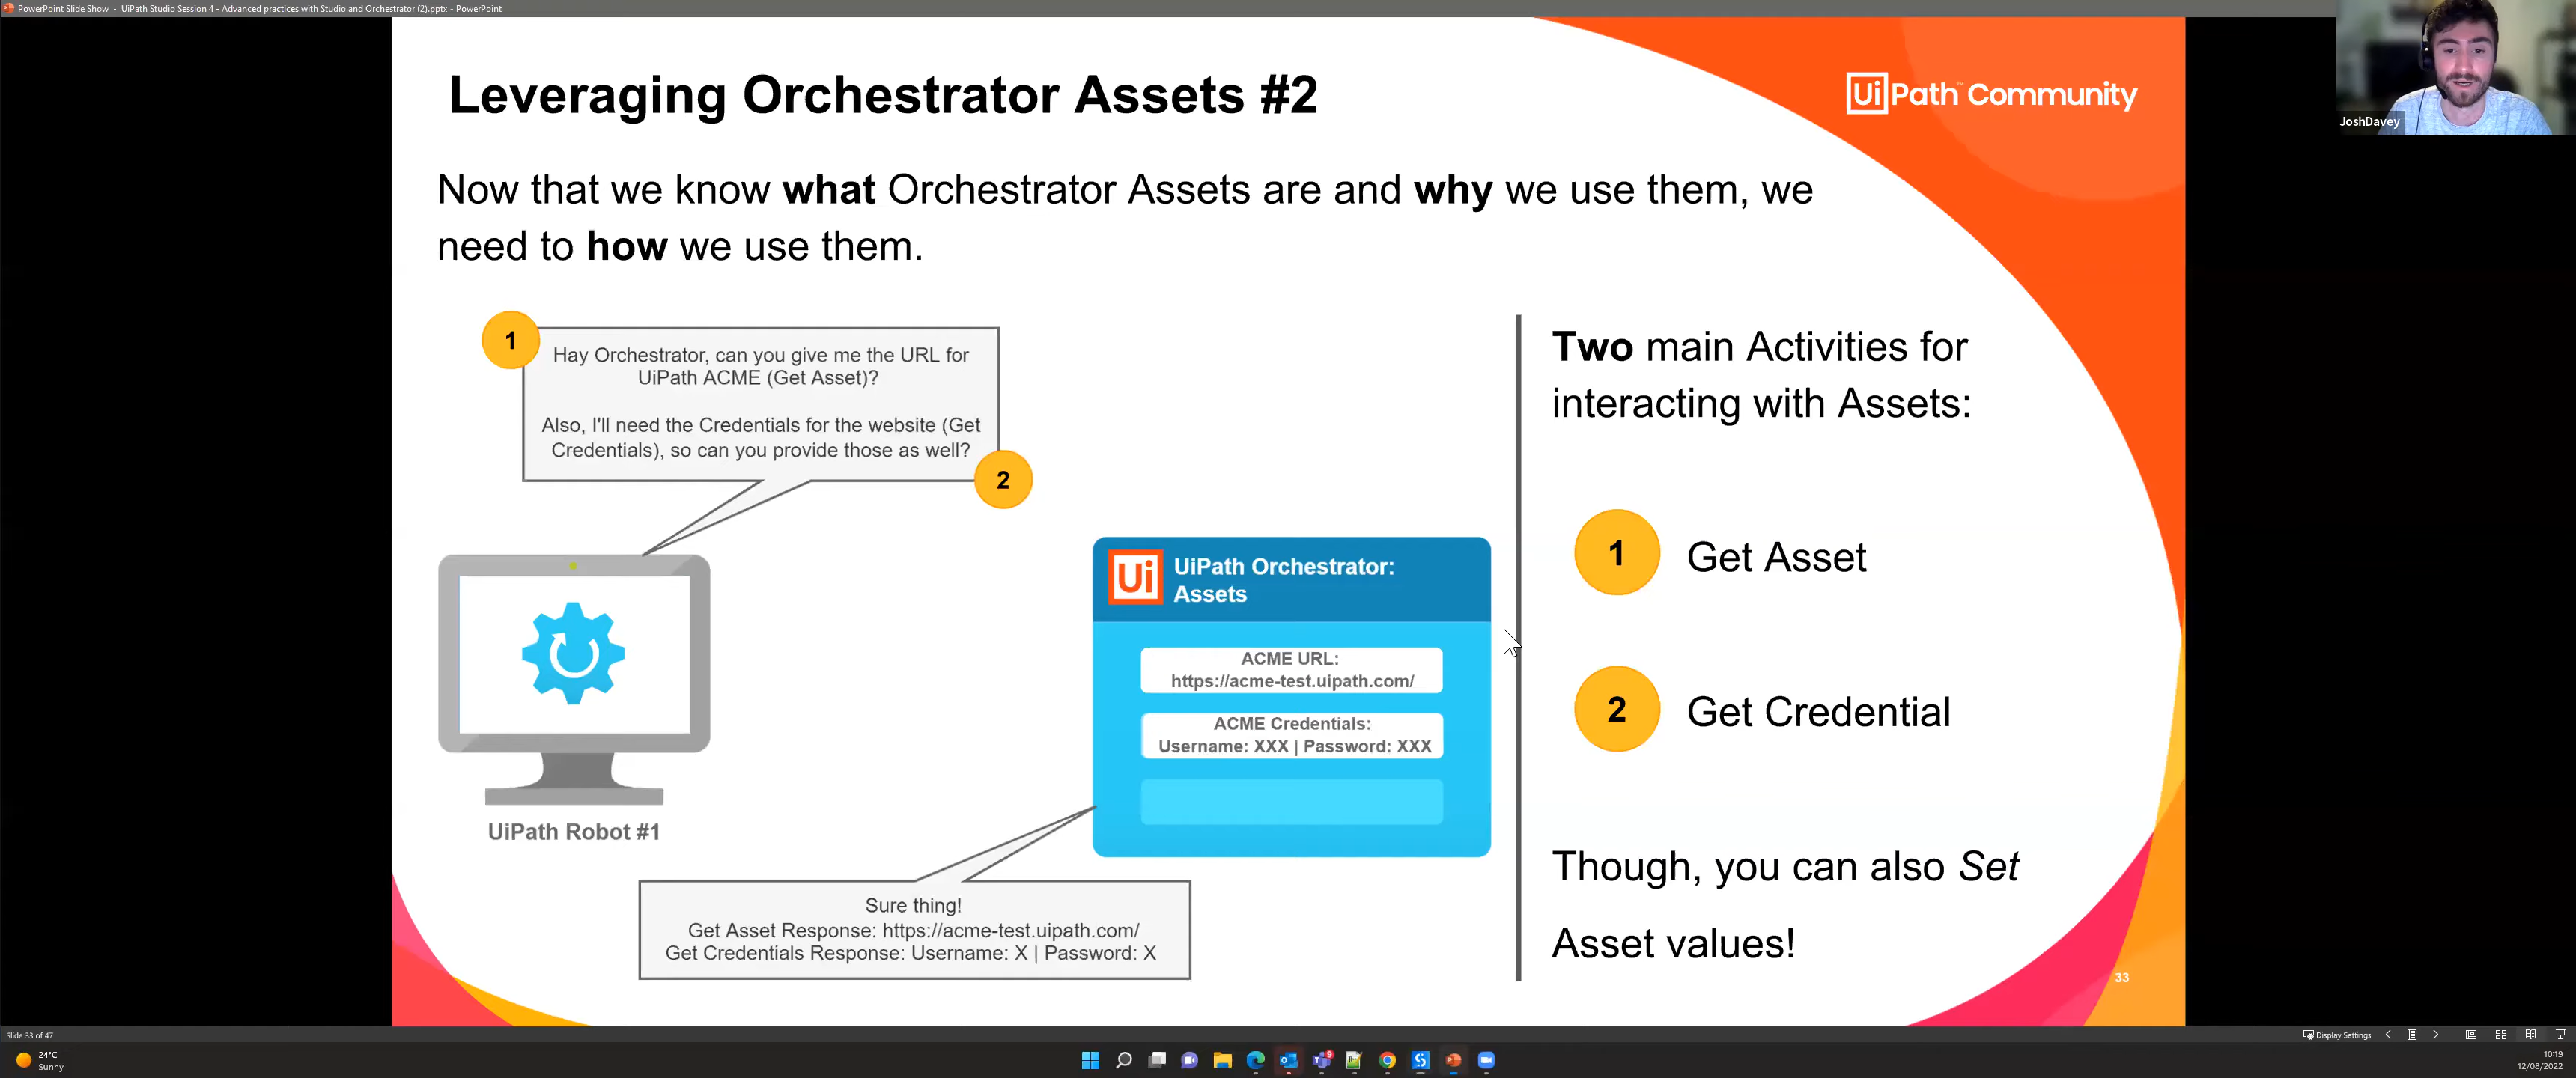 PowerPoint Slide Show - UiPath Studio Session 4 - Advanced practices with Studio and Orchestrator (2).pptx - PowerPoint
JoshDavey
Leveraging Orchestrator Assets #2
Ui Path Community
Now that we know what Orchestrator Assets are and why we use them, we
need to how we use them.
1
Hay Orchestrator, can you give me the URL for
UiPath ACME (Get Asset)?
Also, I'll need the Credentials for the website (Get
Credentials), so can you provide those as well?
2
UiPath Robot #1
Ui
UiPath Orchestrator:
Assets
ACME URL:
https://acme-test.uipath.com/
ACME Credentials:
Username: XXX | Password: XXX
Sure thing!
Get Asset Response: https://acme-test.uipath.com/
Get Credentials Response: Username: X | Password: X
Two main Activities for
interacting with Assets:
1 Get Asset
2 Get Credential
Though, you can also Set
Asset values!
33
Slide 33 of 47
Display Settings
24°C
Sunny
9
10:19
12/08/2022